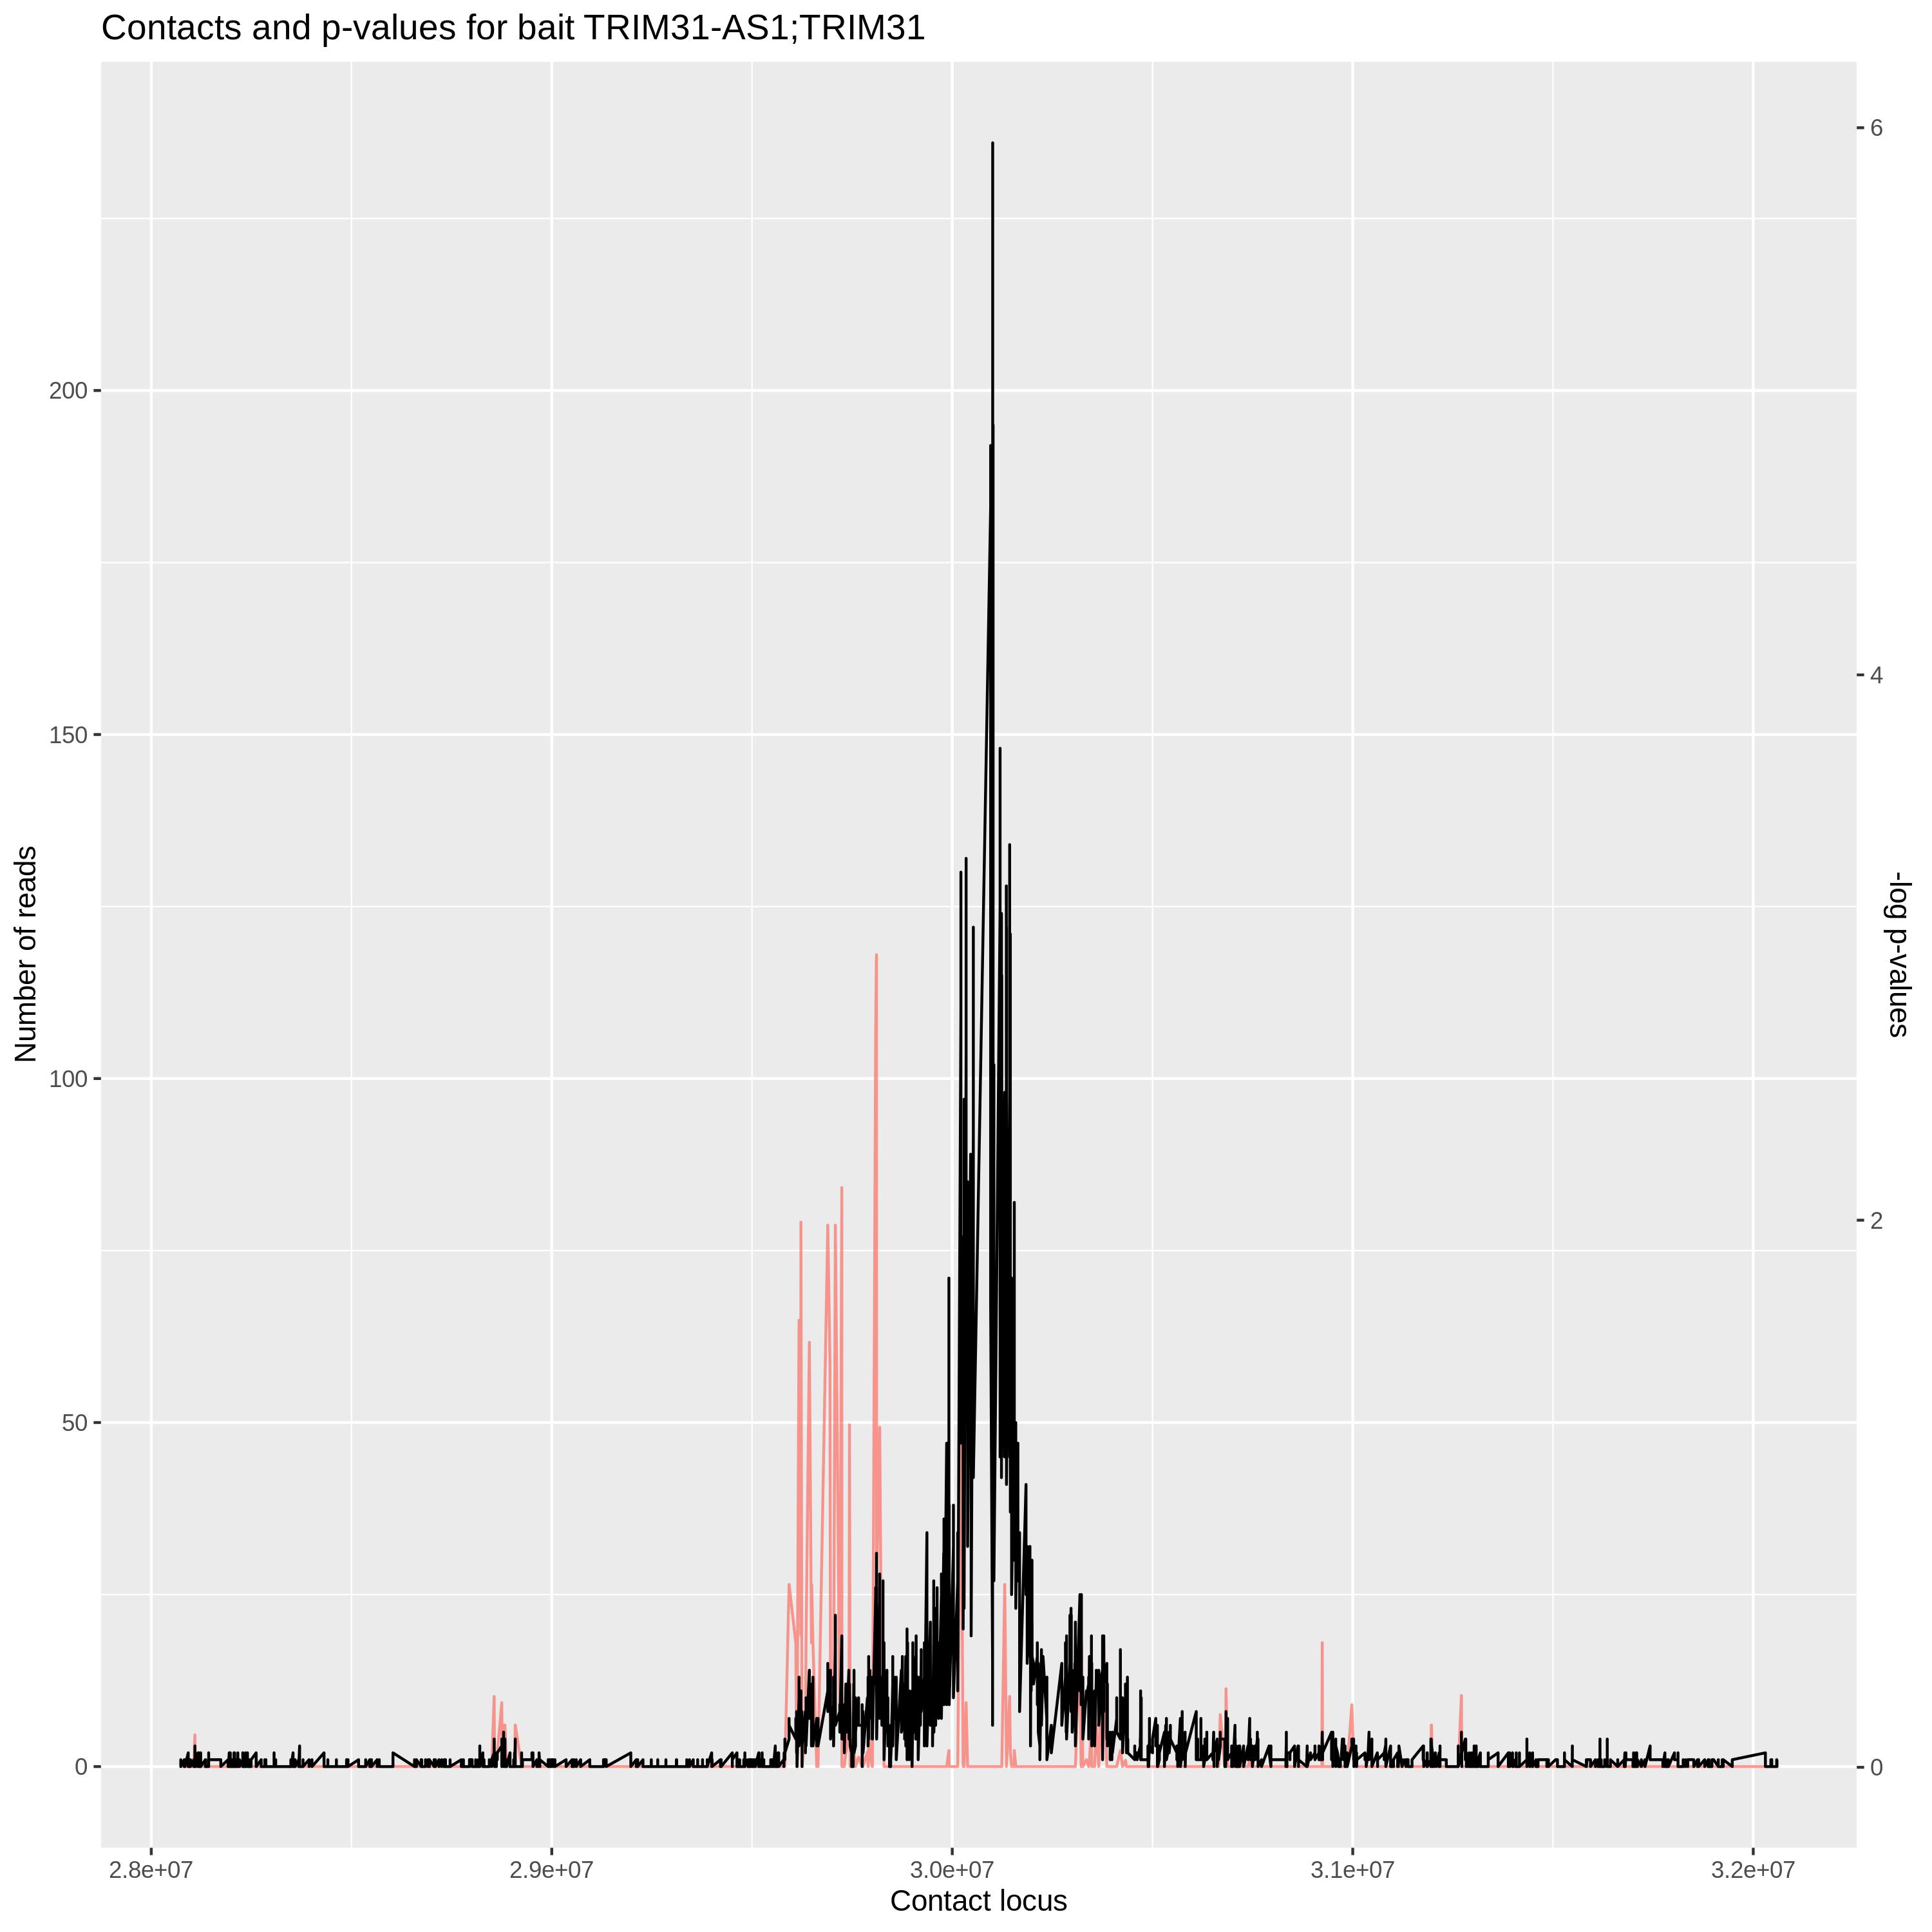 Contacts and p-values for bait TRIM31-AS1;TRIM31
Number of reads
200
150
100
50
0
6
4
2
0
-log p-values
2.8e+07
2.9e+07
3.0e+07
3.1e+07
3.2e+07
Contact locus